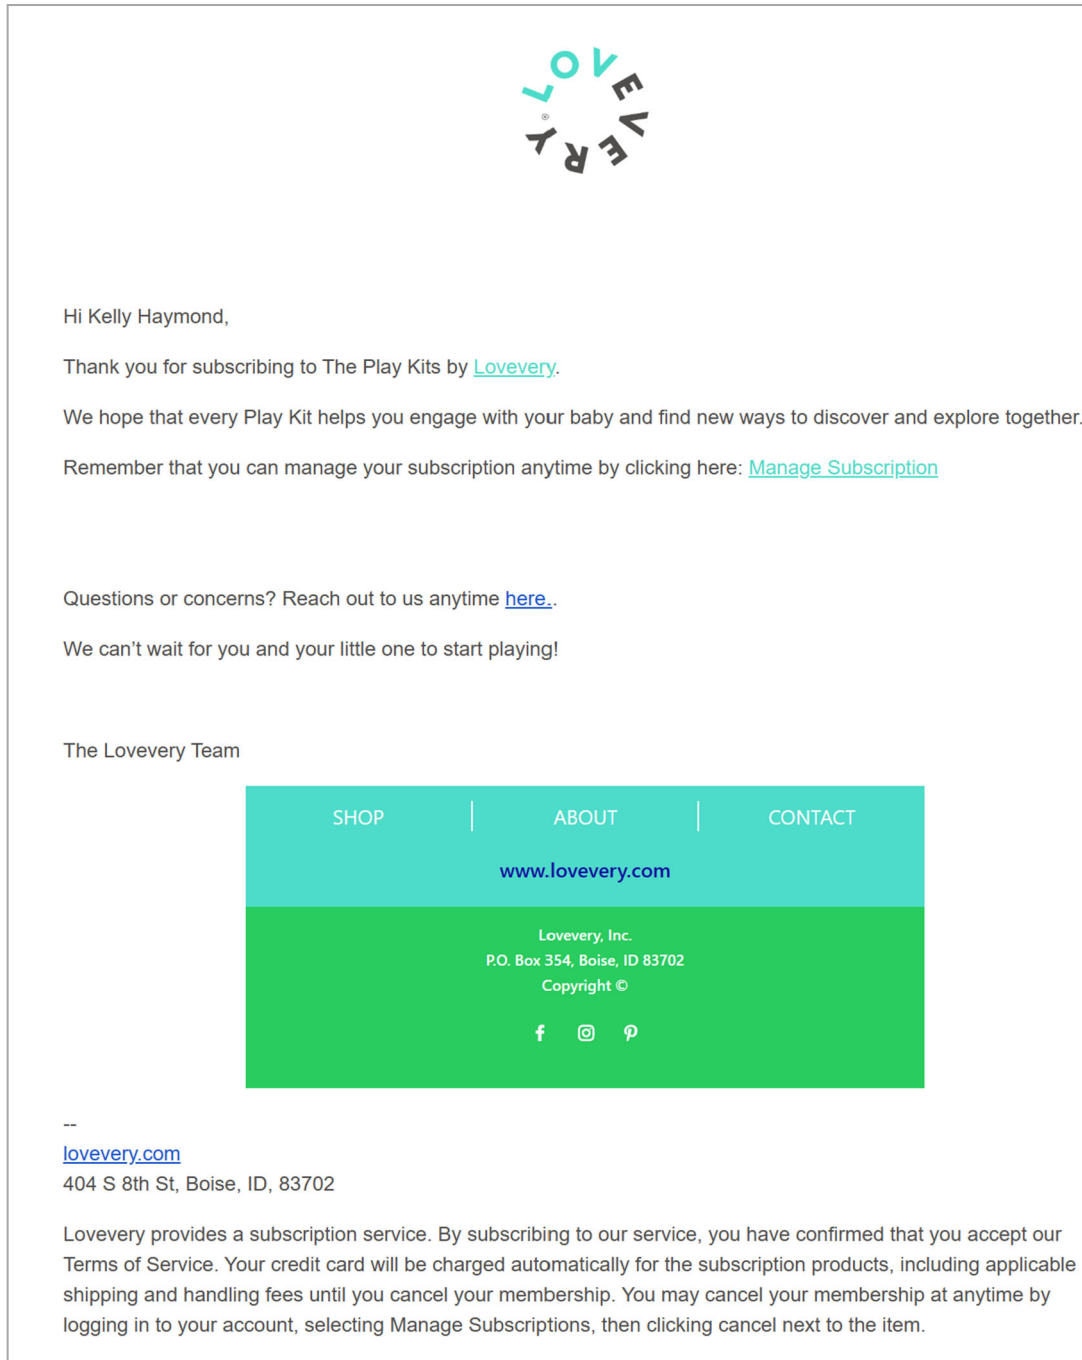 LOVEVERY®
Hi Kelly Haymond,
Thank you for subscribing to The Play Kits by Lovevery.
We hope that every Play Kit helps you engage with your baby and find new ways to discover and explore together.
Remember that you can manage your subscription anytime by clicking here: Manage Subscription
Questions or concerns? Reach out to us anytime here..
We can’t wait for you and your little one to start playing!
The Lovevery Team
SHOP ABOUT CONTACT
www.lovevery.com
Lovevery, Inc.
P.O. Box 354, Boise, ID 83702
Copyright ©
--
lovevery.com
404 S 8th St, Boise, ID, 83702
Lovevery provides a subscription service. By subscribing to our service, you have confirmed that you accept our
Terms of Service. Your credit card will be charged automatically for the subscription products, including applicable
shipping and handling fees until you cancel your membership. You may cancel your membership at anytime by
logging in to your account, selecting Manage Subscriptions, then clicking cancel next to the item.